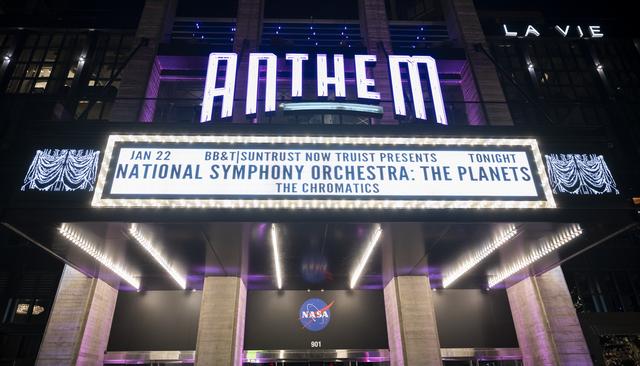 LA VIE
ANTHEM
JAN 22 BB&T|SUNTRUST NOW TRUIST PRESENTS TONIGHT
NATIONAL SYMPHONY ORCHESTRA: THE PLANETS
THE CHROMATICS
NASA
901